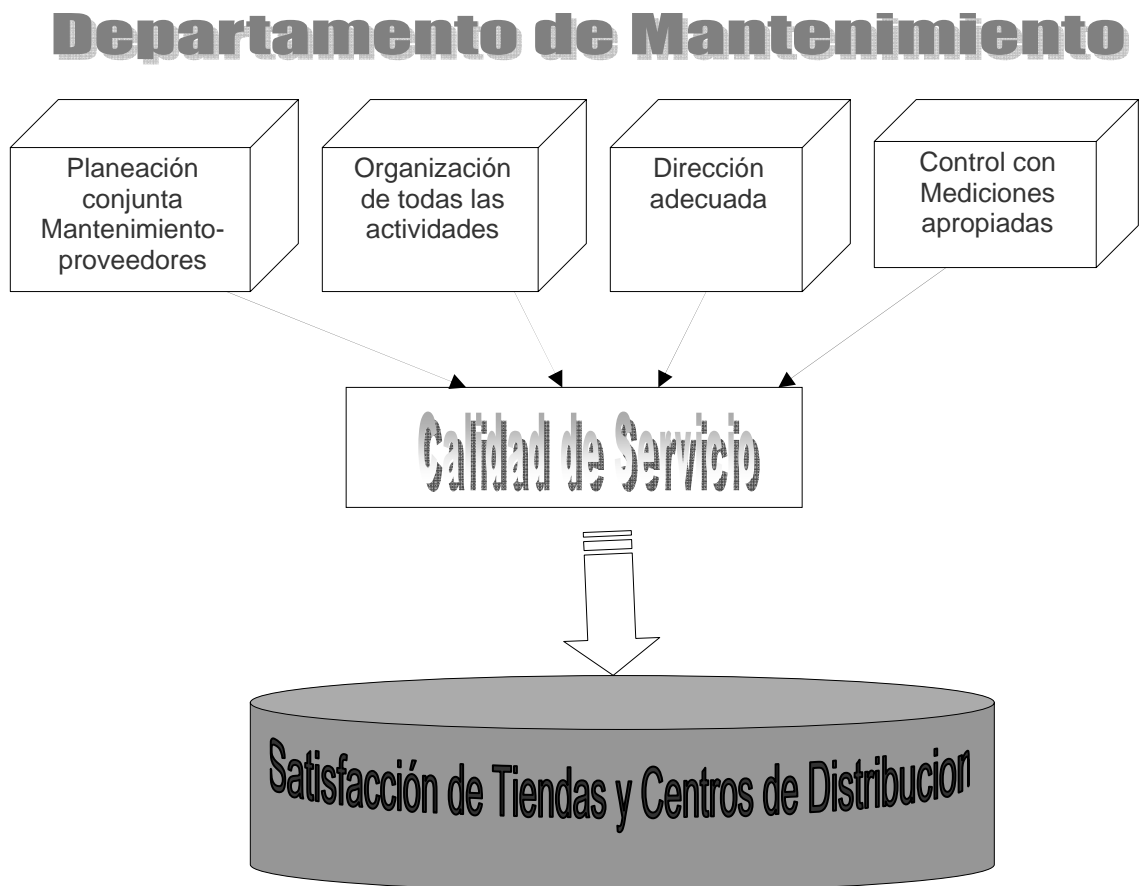 Departamento de Mantenimiento
Planeación
conjunta
Mantenimiento-
proveedores
Organización
de todas las
actividades
Dirección
adecuada
Control con
Mediciones
apropiadas
Calidad de Servicio
Satisfacción de Tiendas y Centros de Distribucion